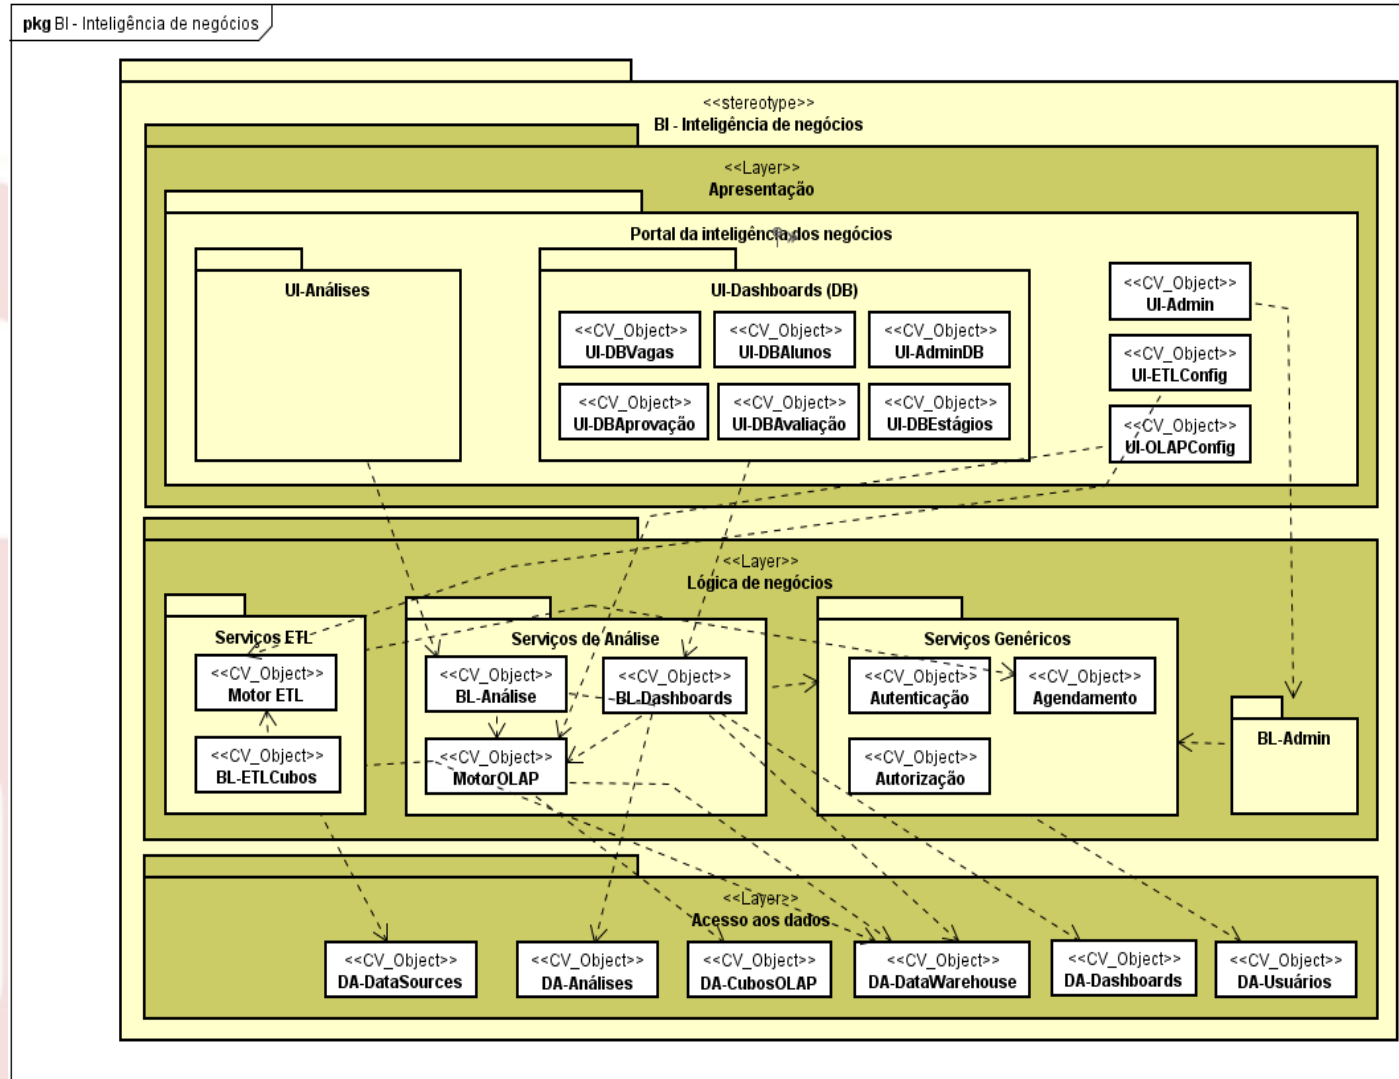 pkg BI - Inteligência de negócios
<<stereotype>>
BI - Inteligência de negócios
<<Layer>>
Apresentação
Portal da inteligência dos negócios
UI-Análises
UI-Dashboards (DB)
<<CV_Object>>
UI-DBVagas
<<CV_Object>>
UI-DBAlunos
<<CV_Object>>
UI-AdminDB
<<CV_Object>>
UI-DBAprovação
<<CV_Object>>
UI-DBAvaliação
<<CV_Object>>
UI-DBEstágios
<<CV_Object>>
UI-Admin
<<CV_Object>>
UI-ETLConfig
<<CV_Object>>
UI-OLAPConfig
<<Layer>>
Lógica de negócios
Serviços ETL
<<CV_Object>>
Motor ETL
<<CV_Object>>
BL-ETLCubos
Serviços de Análise
<<CV_Object>>
BL-Análise
<<CV_Object>>
BL-Dashboards
<<CV_Object>>
MotorOLAP
Serviços Genéricos
<<CV_Object>>
Autenticação
<<CV_Object>>
Agendamento
<<CV_Object>>
Autorização
BL-Admin
<<Layer>>
Acesso aos dados
<<CV_Object>>
DA-DataSources
<<CV_Object>>
DA-Análises
<<CV_Object>>
DA-CubosOLAP
<<CV_Object>>
DA-DataWarehouse
<<CV_Object>>
DA-Dashboards
<<CV_Object>>
DA-Usuários